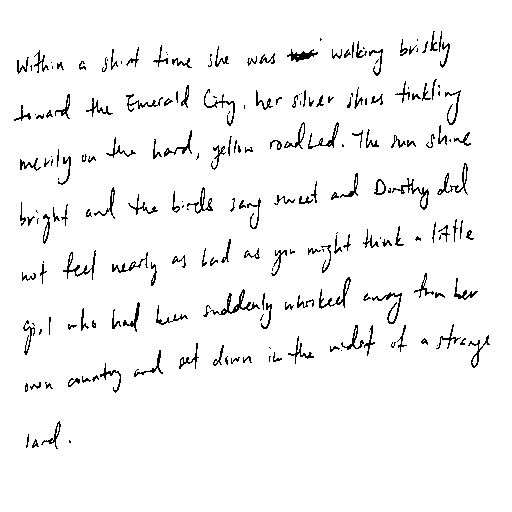 Within a short time she was walking briskly
toward the Emerald City, her silver shoes tinkling
merily on the hard, yellow roadbed. The sun shine
bright and the birds sang sweet and Dorothy did
not feel nearly as bad as you might think a little
girl who had been suddenly whisked away from her
own country and set down in the midst of a strange
land.